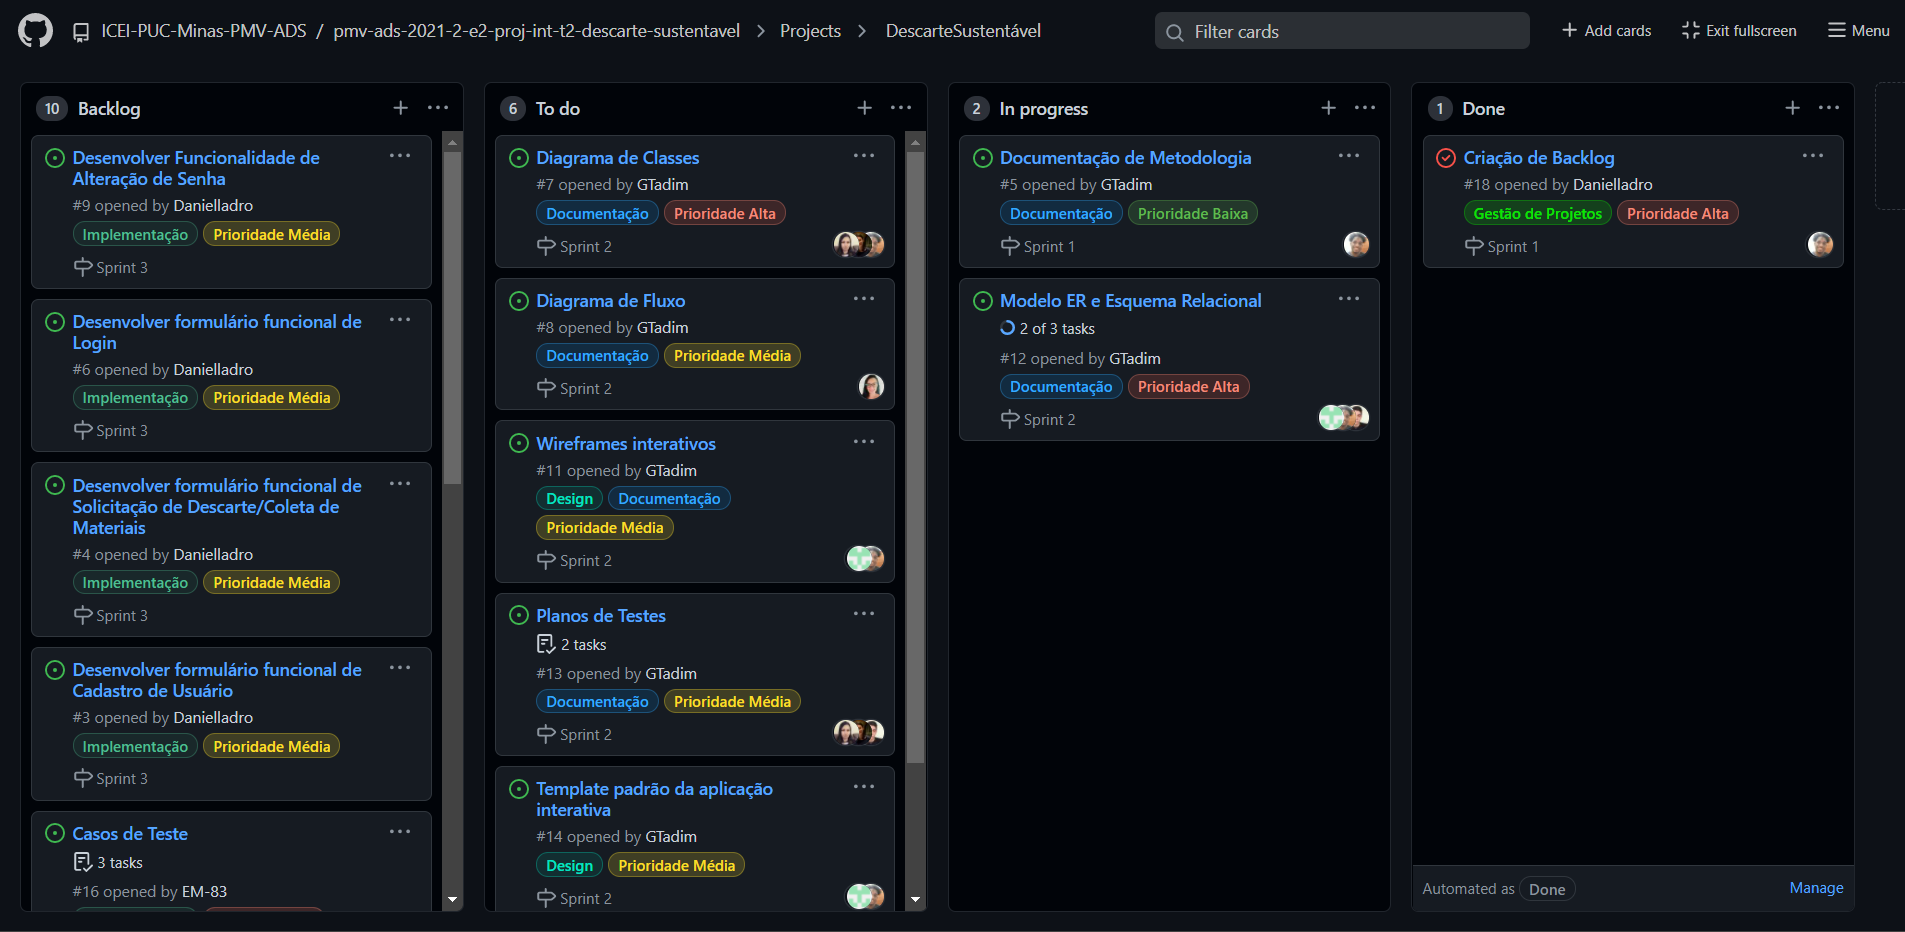 ICEI-PUC-Minas-PMV-ADS / pmv-ads-2021-2-e2-proj-int-t2-descarte-sustentavel > Projects > DescarteSustentável
Filter cards
Add cards
Exit fullscreen
Menu
10 Backlog
Desenvolver Funcionalidade de
Alteração de Senha
#9 opened by Danielladro
Implementação Prioridade Média
Sprint 3
Desenvolver formulário funcional de
Login
#6 opened by Danielladro
Implementação Prioridade Média
Sprint 3
Desenvolver formulário funcional de
Solicitação de Descarte/Coleta de
Materiais
#4 opened by Danielladro
Implementação Prioridade Média
Sprint 3
Desenvolver formulário funcional de
Cadastro de Usuário
#3 opened by Danielladro
Implementação Prioridade Média
Sprint 3
Casos de Teste
3 tasks
#16 opened by EM-83
6 To do
Diagrama de Classes
#7 opened by GTadim
Documentação Prioridade Alta
Sprint 2
Diagrama de Fluxo
#8 opened by GTadim
Documentação Prioridade Média
Sprint 2
Wireframes interativos
#11 opened by GTadim
Design Documentação
Prioridade Média
Sprint 2
Planos de Testes
2 tasks
#13 opened by GTadim
Documentação Prioridade Média
Sprint 2
Template padrão da aplicação
interativa
#14 opened by GTadim
Design Prioridade Média
Sprint 2
2 In progress
Documentação de Metodologia
#5 opened by GTadim
Documentação Prioridade Baixa
Sprint 1
Modelo ER e Esquema Relacional
2 of 3 tasks
#12 opened by GTadim
Documentação Prioridade Alta
Sprint 2
1 Done
Criação de Backlog
#18 opened by Danielladro
Gestão de Projetos Prioridade Alta
Sprint 1
Automated as Done
Manage